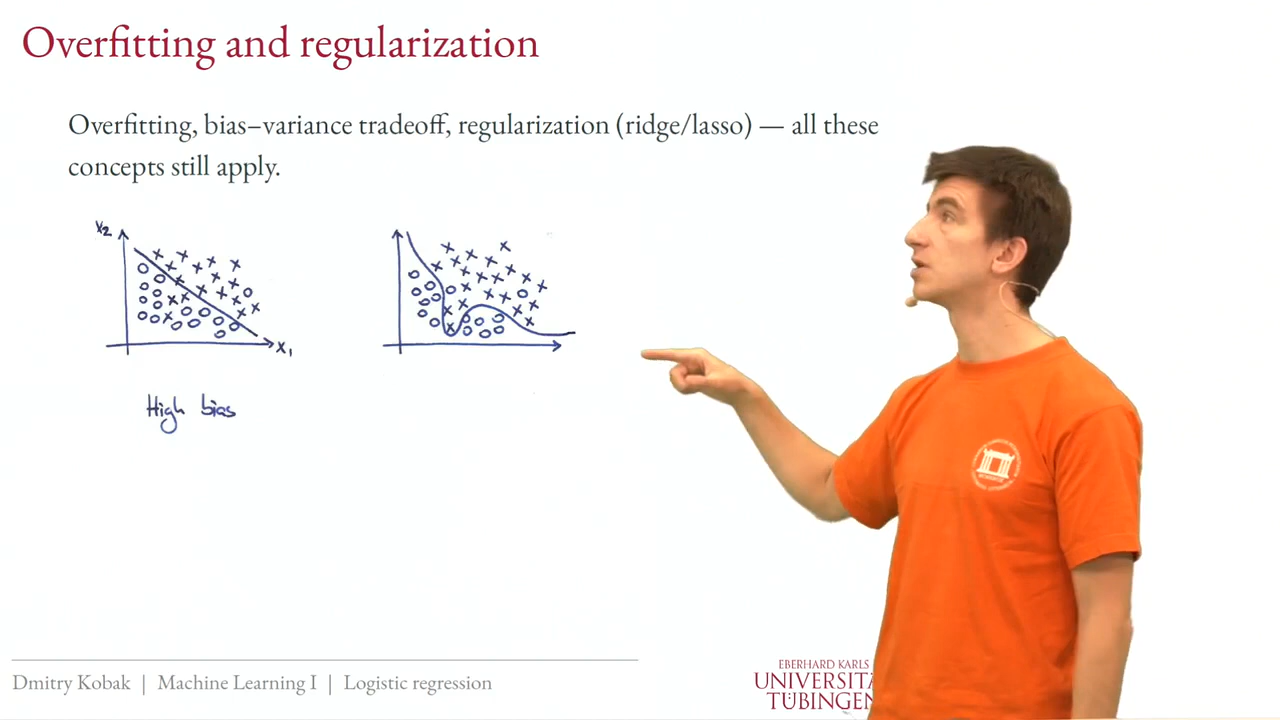 Overfitting and regularization
Overfitting, bias–variance tradeoff, regularization (ridge/lasso) — all these
concepts still apply.
x₂
x₁
High bias
Dmitry Kobak | Machine Learning I | Logistic regression
EBERHARD KARLS
UNIVERSITÄ
TÜBINGEN